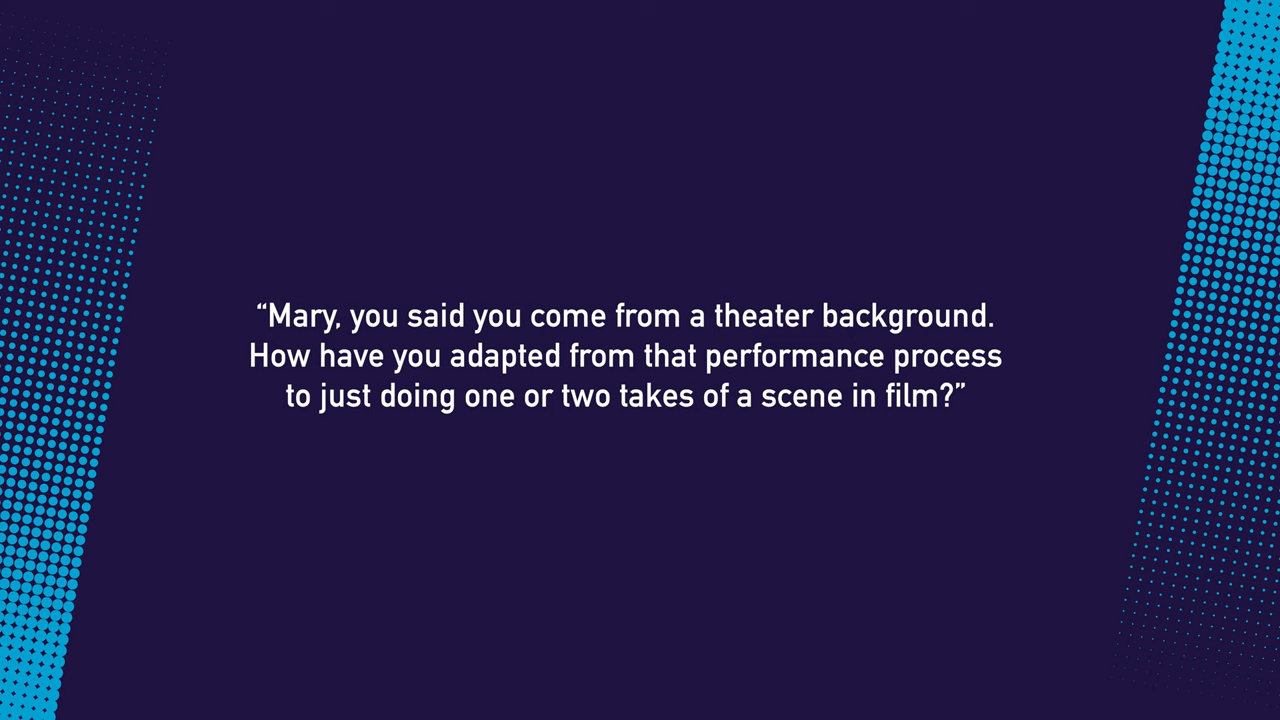 “Mary, you said you come from a theater background.
How have you adapted from that performance process
to just doing one or two takes of a scene in film?”